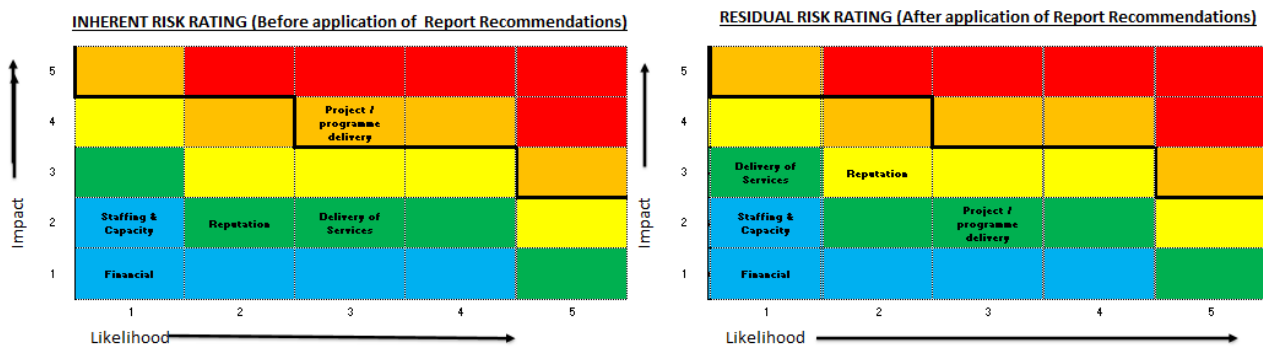 INHERENT RISK RATING (Before application of Report Recommendations)
5
4
Project /
programme
delivery
3
2
Staffing &
Capacity
Reputation
Delivery of
Services
1
Financial
1 2 3 4 5
Impact
Likelihood
RESIDUAL RISK RATING (After application of Report Recommendations)
5
4
3
Delivery of
Services
Reputation
2
Staffing &
Capacity
Project /
programme
delivery
1
Financial
1 2 3 4 5
Impact
Likelihood